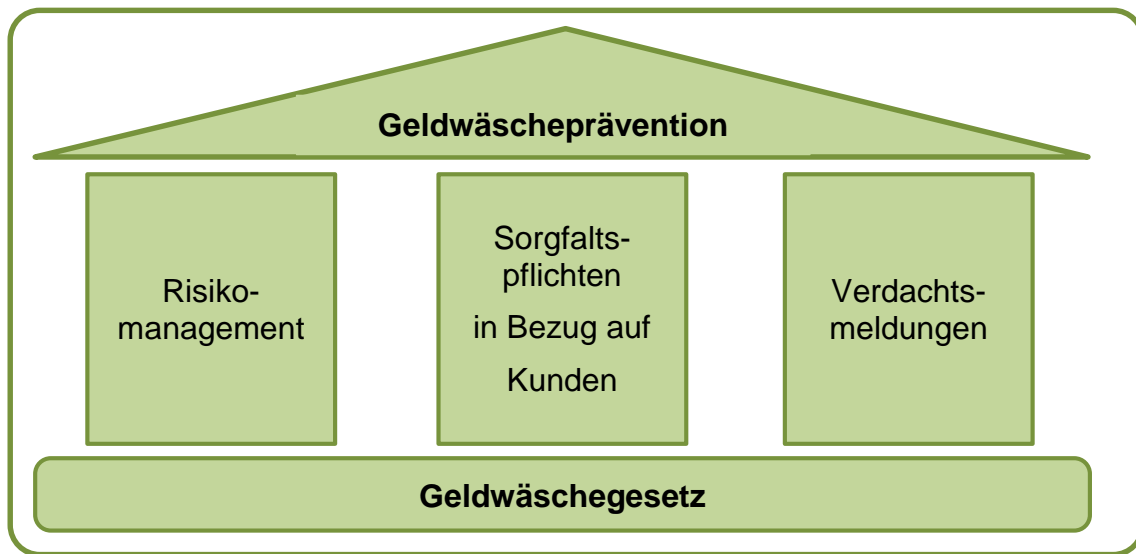 Geldwäscheprävention
Risiko-
management
Sorgfalts-
pflichten
in Bezug auf
Kunden
Verdachts-
meldungen
Geldwäschegesetz